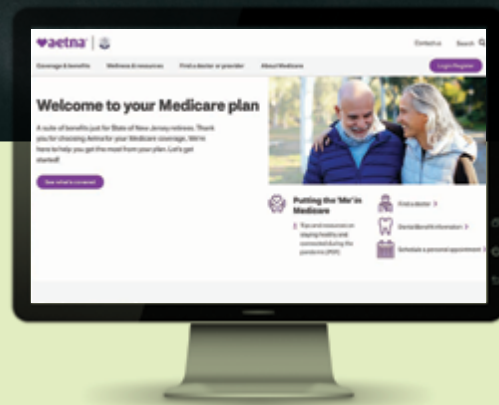 aetna
Contact us Search
Coverage & benefits Wellness & resources Find a doctor or provider About Medicare Login/Register
Welcome to your Medicare plan
A suite of benefits just for State of New Jersey retirees. Thank
you for choosing Aetna for your Medicare coverage. We're
here to help you get the most from your plan. Let's get
started!
See what's covered
Putting the 'Me' in
Medicare
Tips and resources on
staying healthy and
connected during the
pandemic (PDF)
Find a doctor
Dental Benefit Information
Schedule a personal appointment